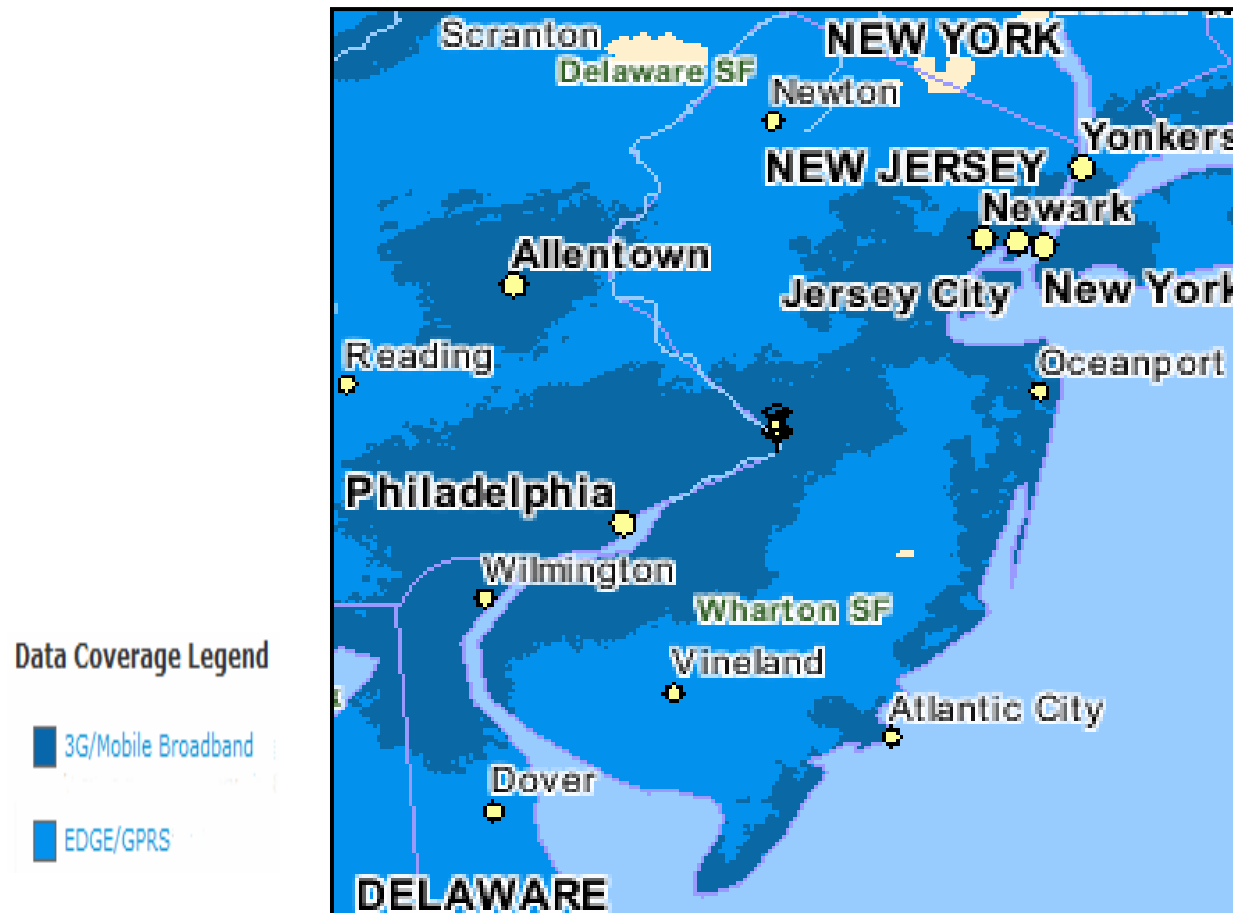 Scranton
NEW YORK
Delaware SF
Newton
Yonkers
NEW JERSEY
Newark
Allentown
Jersey City
New York
Reading
Oceanport
Philadelphia
Wilmington
Wharton SF
Vineland
Atlantic City
Dover
DELAWARE
Data Coverage Legend
3G/Mobile Broadband
EDGE/GPRS